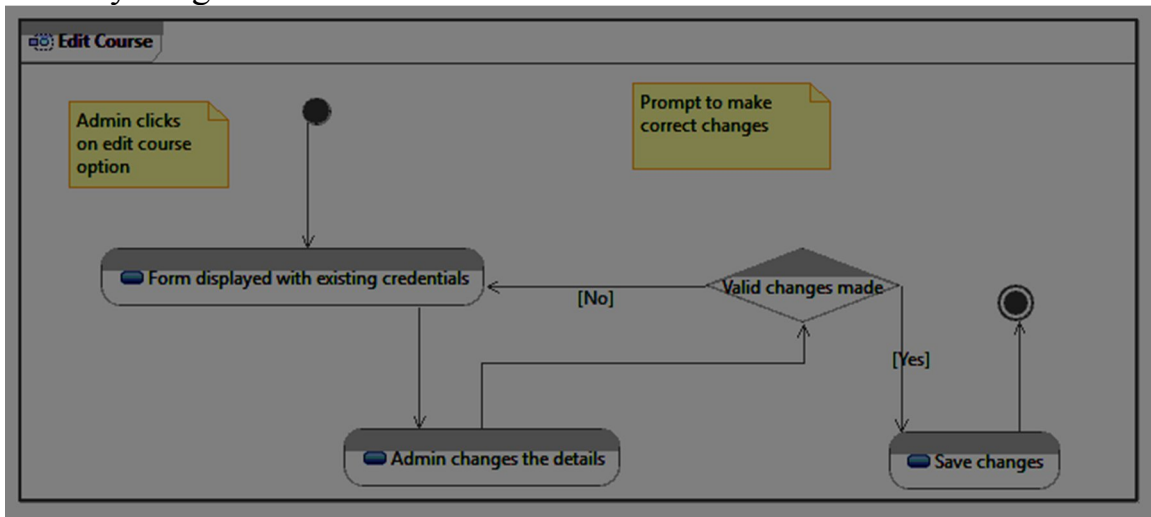 Edit Course
Admin clicks
on edit course
option
Prompt to make
correct changes
Form displayed with existing credentials
[No]
Valid changes made
[Yes]
Admin changes the details
Save changes